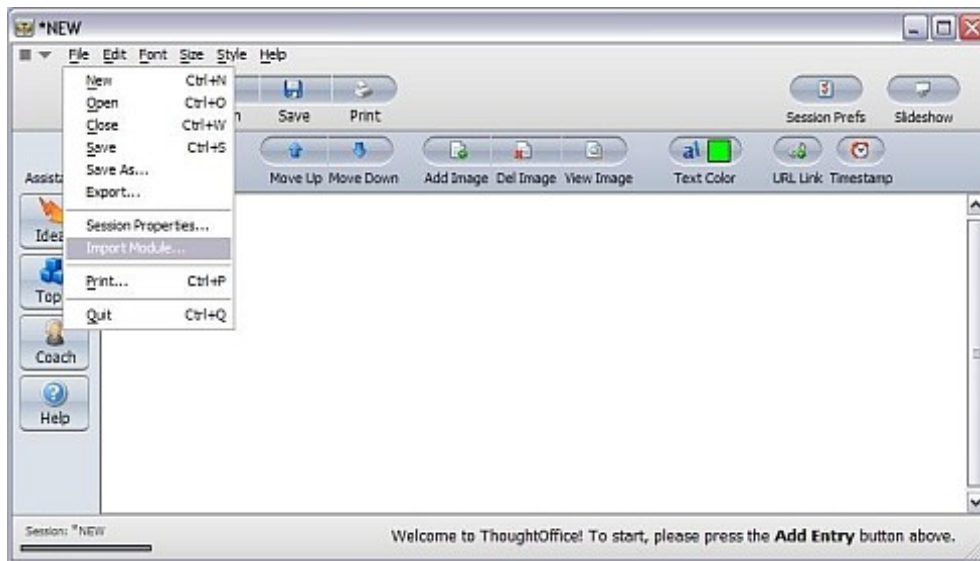 *NEW
File Edit Font Size Style Help
New Ctrl+N
Open Ctrl+O
Close Ctrl+W
Save Ctrl+S
Save As...
Export...
Session Properties...
Import Module...
Print... Ctrl+P
Quit Ctrl+Q
Save Print Session Prefs Slideshow
Move Up Move Down Add Image Del Image View Image Text Color URL Link Timestamp
Coach
Help
Session: *NEW
Welcome to ThoughtOffice! To start, please press the Add Entry button above.